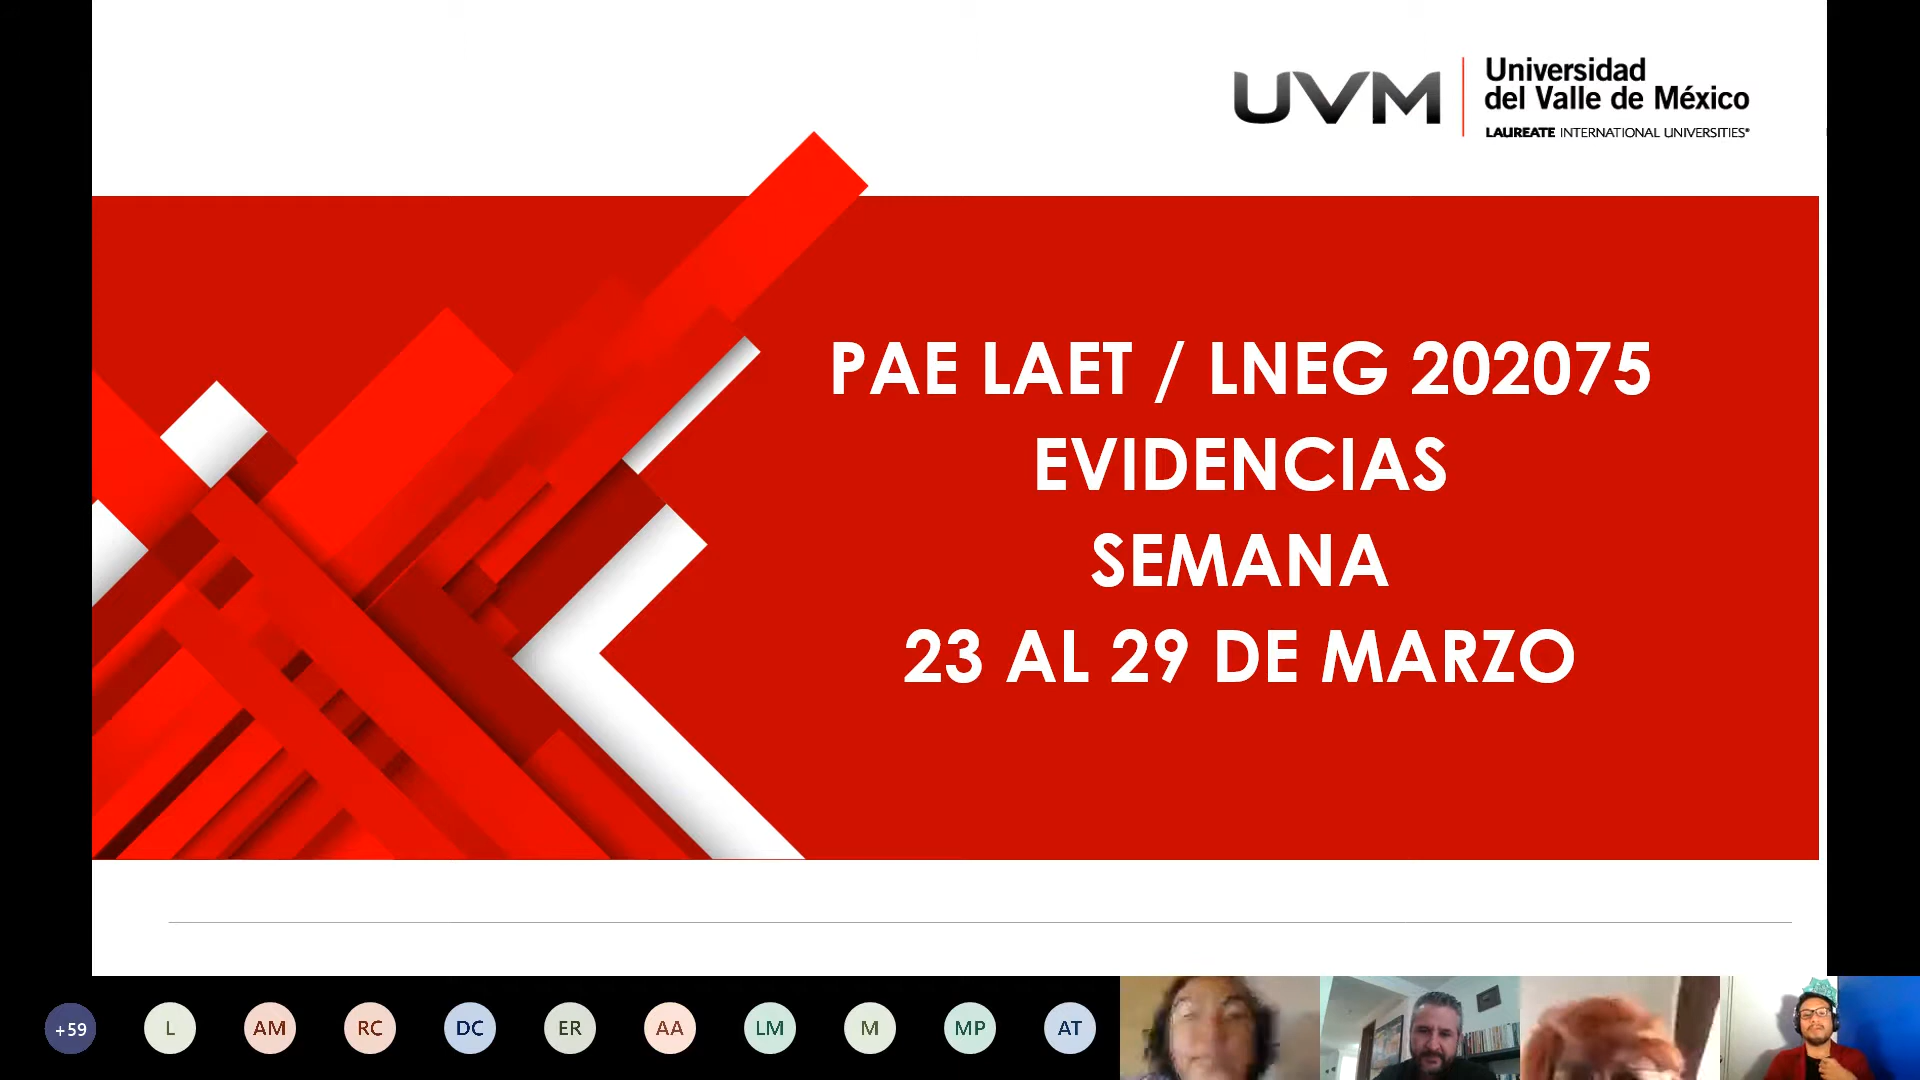 UVM
Universidad
del Valle de México
LAUREATE INTERNATIONAL UNIVERSITIES®
PAE LAET / LNEG 202075
EVIDENCIAS
SEMANA
23 AL 29 DE MARZO
+59
L
AM
RC
DC
ER
AA
LM
M
MP
AT